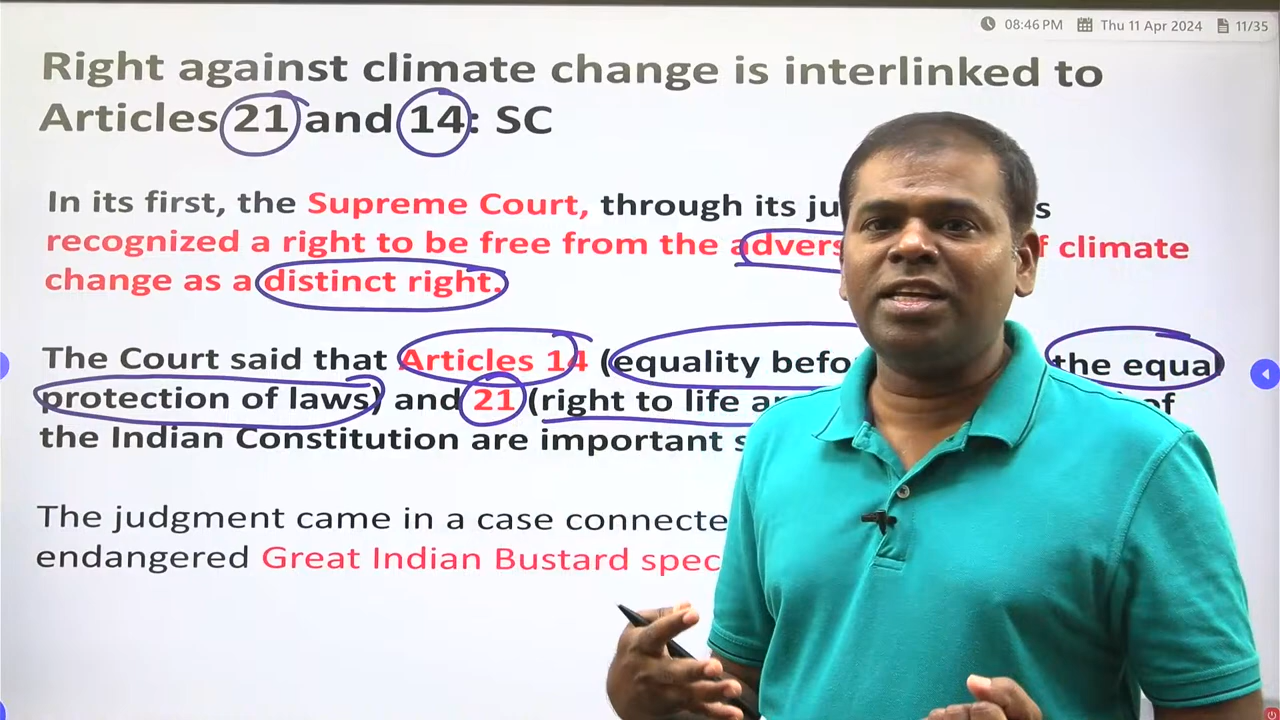 08:46 PM Thu 11 Apr 2024 11/35
Right against climate change is interlinked to
Articles 21 and 14: SC
In its first, the Supreme Court, through its ju s
recognized a right to be free from the advers f climate
change as a distinct right.
The Court said that Articles 14 (equality befo the equal
protection of laws) and 21 (right to life a of
the Indian Constitution are important s
The judgment came in a case connecte
endangered Great Indian Bustard spec